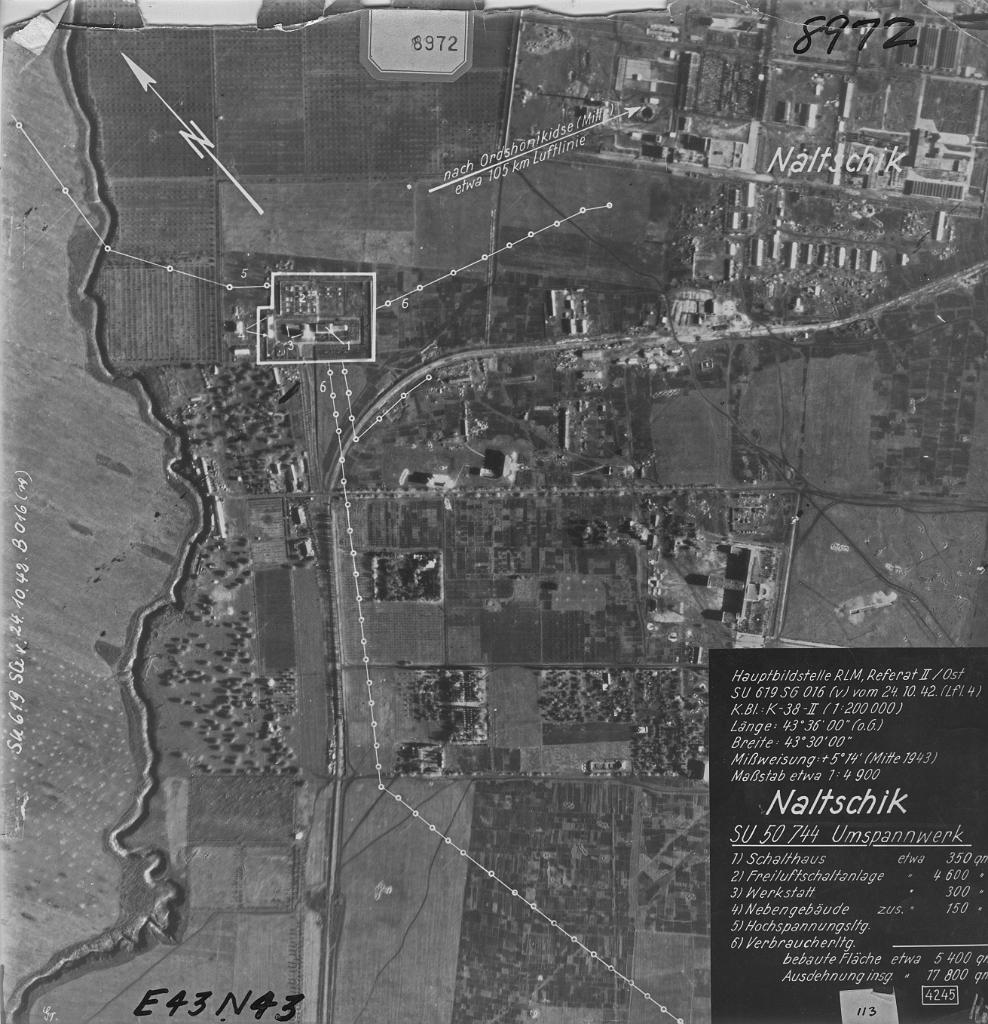 8972
8972
N
nach Ordshonikidse (Mitte)
etwa 105 km Luftlinie
Naltschik
5
2
6
3
6
Sk 619 Sk v. 24.10.42 B 016 (v)
Hauptbildstelle RLM, Referat II / Ost
SU 619 SG 016 (v) vom 24.10.42. (Lfl. 4)
K.Bl.: K-38-II (1:200 000)
Länge: 43° 36' 00" (o.G.)
Breite: 43° 30' 00"
Mißweisung: + 5° 14' (Mitte 1943)
Maßstab etwa 1: 4 900
Naltschik
SU 50 744 Umspannwerk
1) Schalthaus etwa 350 qm
2) Freiluftschaltanlage " 4 600 "
3) Werkstatt " 300 "
4) Nebengebäude zus. " 150 "
5) Hochspannungsltg.
6) Verbraucherltg.
bebaute Fläche etwa 5 400 qm
Ausdehnung insg. " 17 800 qm
4245
113
E43 N43